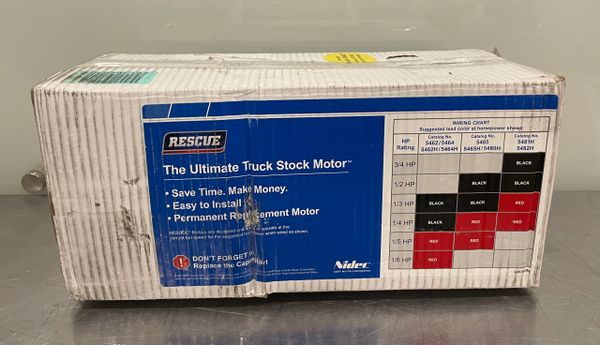 RESCUE
The Ultimate Truck Stock Motor™
• Save Time. Make Money.
• Easy to Install
• Permanent Replacement Motor
DON'T FORGET
Replace the Capacitor!
Nidec
WIRING CHART
Suggested lead color at horsepower shown
HP Rating
Catalog No. 5462/5464 5462H/5464H
Catalog No. 5465 5465H/5480H
Catalog No. 5481H 5482H
3/4 HP BLACK
1/2 HP BLACK BLACK
1/3 HP BLACK BLACK RED
1/4 HP BLACK RED RED
1/5 HP RED
1/6 HP RED